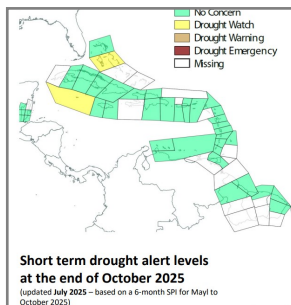 No Concern
Drought Watch
Drought Warning
Drought Emergency
Missing
Short term drought alert levels
at the end of October 2025
(updated July 2025 – based on a 6-month SPI for Mayl to
October 2025)